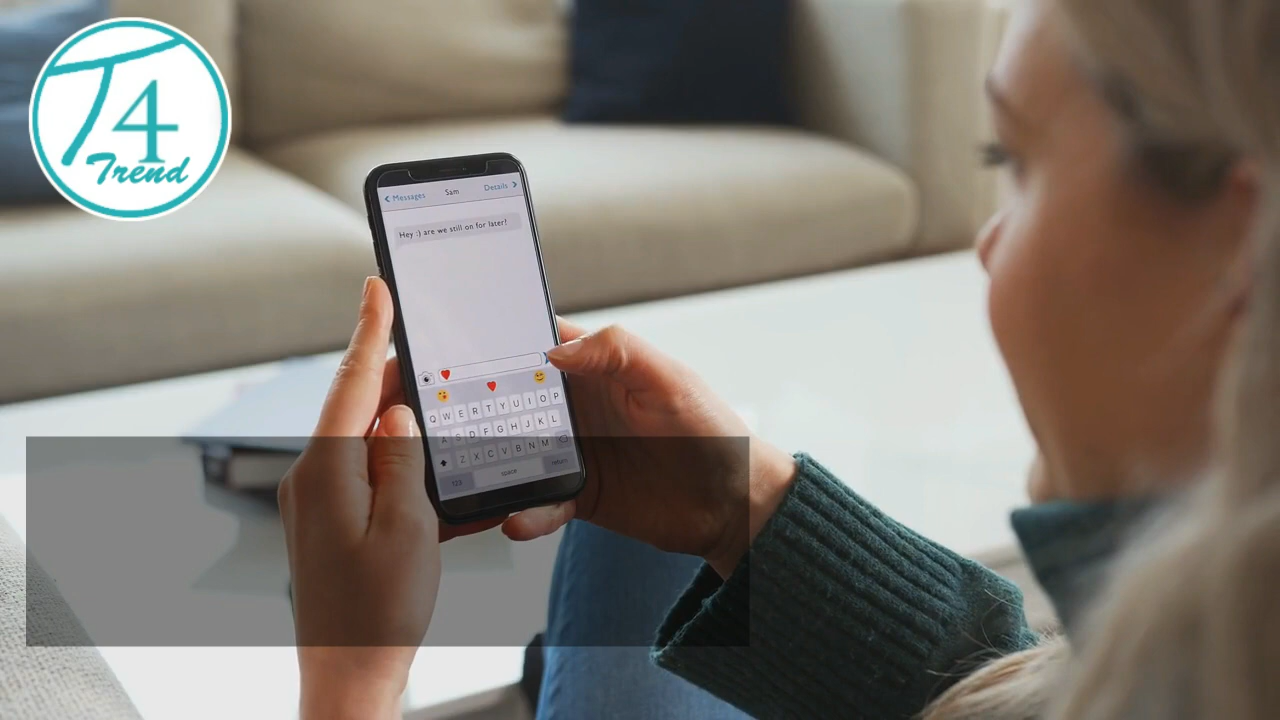 T4
Trend
Messages Sam Details
Hey :) are we still on for later?
Q W E R T Y U I O P
A S D F G H J K L
Z X C V B N M
123 space return